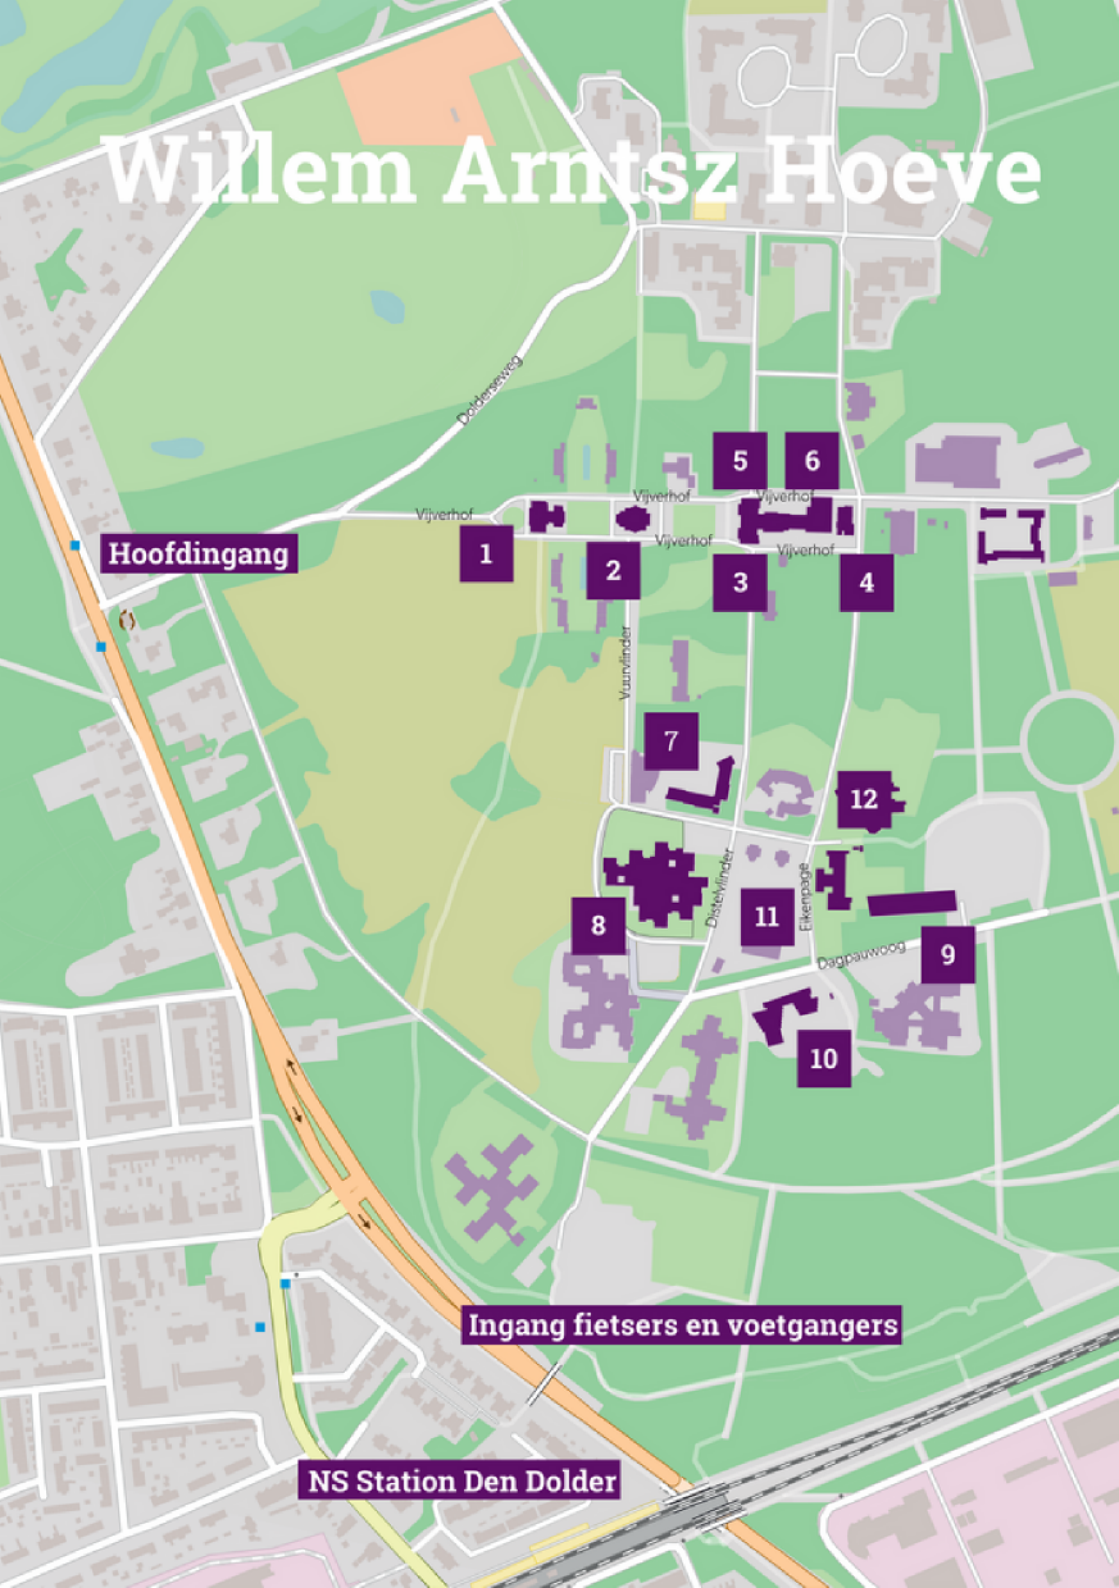 Willem Arntsz Hoeve
Dolderseweg
5
6
Vijverhof
Vijverhof
Vijverhof
Hoofdingang
1
2
Vijverhof
3
Vijverhof
4
Vuurvlinder
7
12
Distelvlinder
Eikenpage
8
11
Dagpauwoog
9
10
Ingang fietsers en voetgangers
NS Station Den Dolder